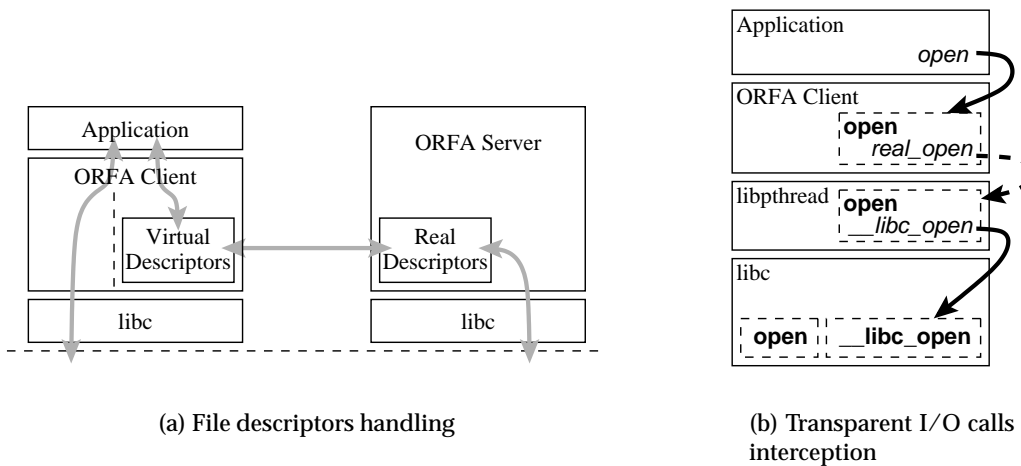 Application
ORFA Client
Virtual
Descriptors
libc
ORFA Server
Real
Descriptors
libc
(a) File descriptors handling
Application
open
ORFA Client
open
real_open
libpthread
open
__libc_open
libc
open
__libc_open
(b) Transparent I/O calls
interception